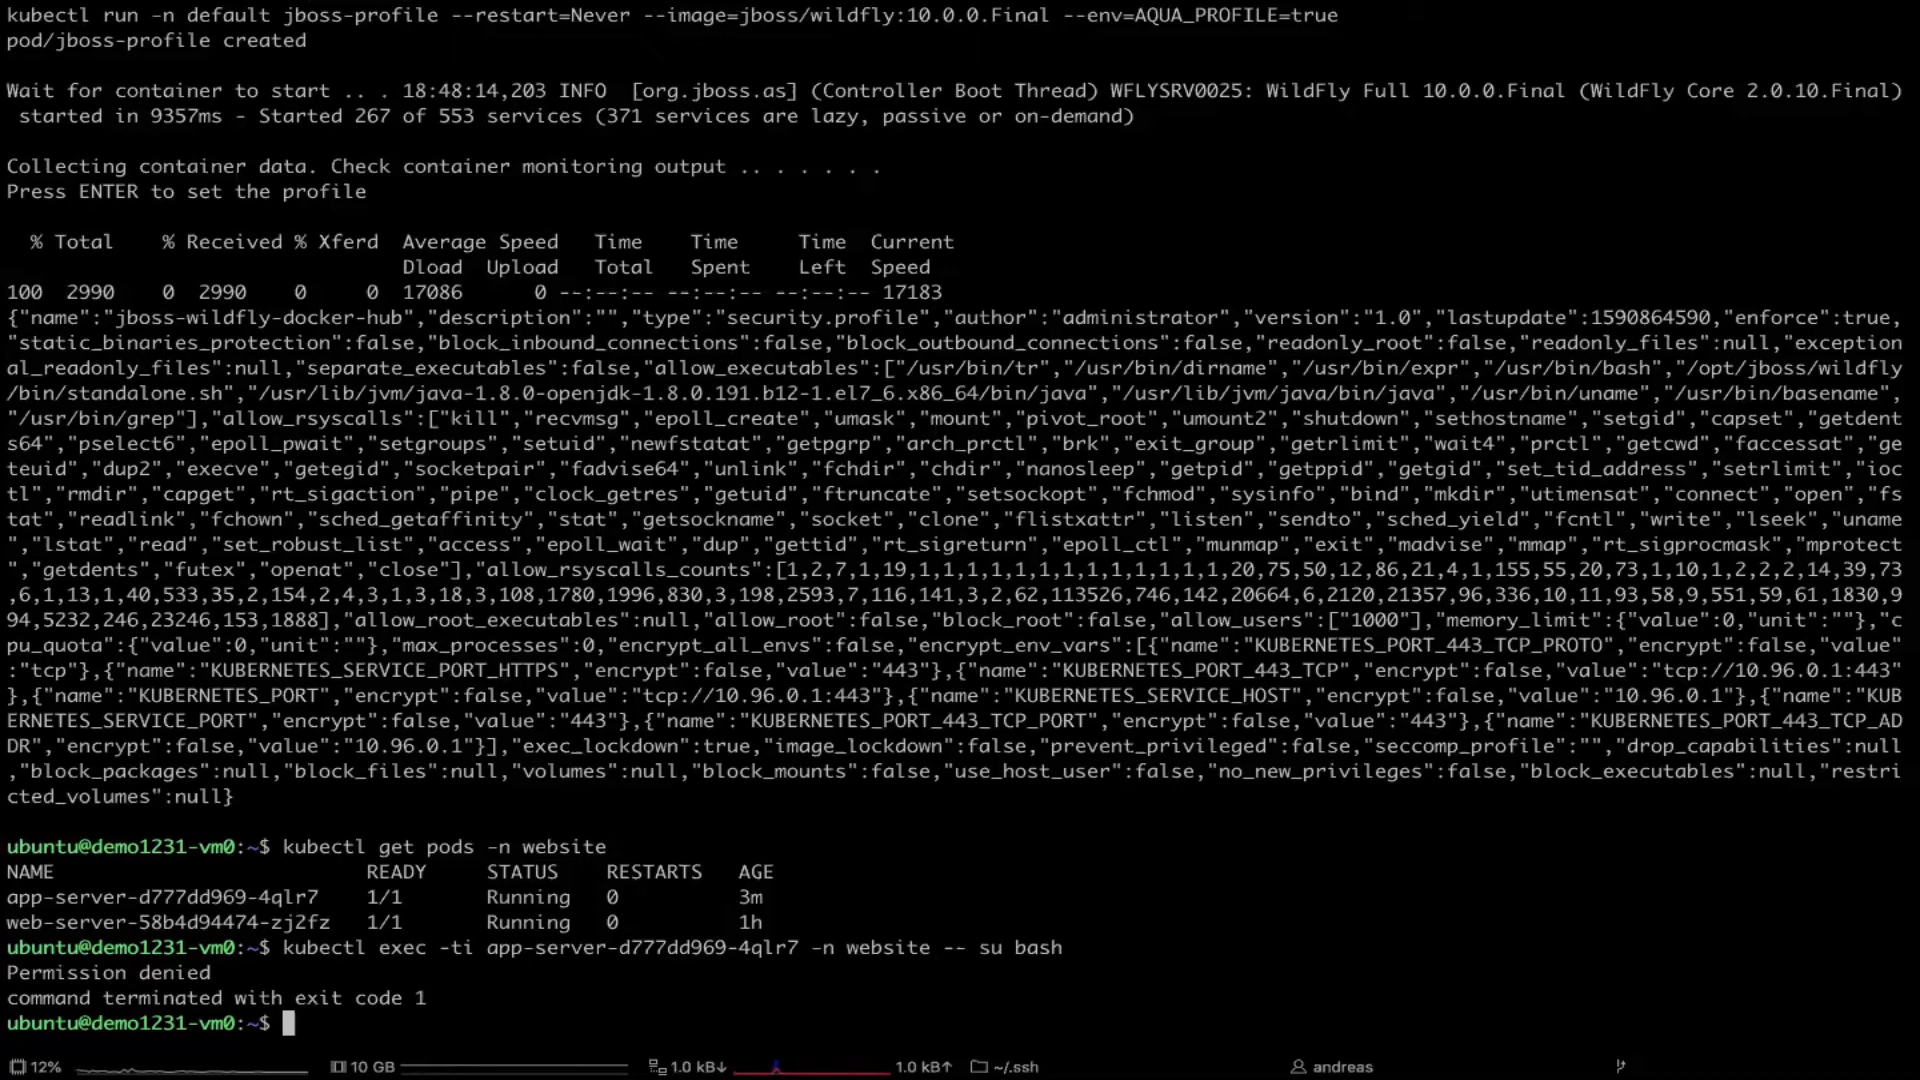 kubectl run -n default jboss-profile --restart=Never --image=jboss/wildfly:10.0.0.Final --env=AQUA_PROFILE=true
pod/jboss-profile created
Wait for container to start .. . 18:48:14,203 INFO  [org.jboss.as] (Controller Boot Thread) WFLYSRV0025: WildFly Full 10.0.0.Final (WildFly Core 2.0.10.Final)
 started in 9357ms - Started 267 of 553 services (371 services are lazy, passive or on-demand)
Collecting container data. Check container monitoring output .. . . . . .
Press ENTER to set the profile
  % Total    % Received % Xferd  Average Speed   Time    Time     Time  Current
                                 Dload  Upload   Total   Spent    Left  Speed
100  2990    0  2990    0     0  17086      0 --:--:-- --:--:-- --:--:-- 17183
{"name":"jboss-wildfly-docker-hub","description":"","type":"security.profile","author":"administrator","version":"1.0","lastupdate":1590864590,"enforce":true,
"static_binaries_protection":false,"block_inbound_connections":false,"block_outbound_connections":false,"readonly_root":false,"readonly_files":null,"exception
al_readonly_files":null,"separate_executables":false,"allow_executables":["/usr/bin/tr","/usr/bin/dirname","/usr/bin/expr","/usr/bin/bash","/opt/jboss/wildfly
/bin/standalone.sh","/usr/lib/jvm/java-1.8.0-openjdk-1.8.0.191.b12-1.el7_6.x86_64/bin/java","/usr/lib/jvm/java/bin/java","/usr/bin/uname","/usr/bin/basename",
"/usr/bin/grep"],"allow_rsyscalls":["kill","recvmsg","epoll_create","umask","mount","pivot_root","umount2","shutdown","sethostname","setgid","capset","getdent
s64","pselect6","epoll_pwait","setgroups","setuid","newfstatat","getpgrp","arch_prctl","brk","exit_group","getrlimit","wait4","prctl","getcwd","faccessat","ge
teuid","dup2","execve","getegid","socketpair","fadvise64","unlink","fchdir","chdir","nanosleep","getpid","getppid","getgid","set_tid_address","setrlimit","ioc
tl","rmdir","capget","rt_sigaction","pipe","clock_getres","getuid","ftruncate","setsockopt","fchmod","sysinfo","bind","mkdir","utimensat","connect","open","fs
tat","readlink","fchown","sched_getaffinity","stat","getsockname","socket","clone","flistxattr","listen","sendto","sched_yield","fcntl","write","lseek","uname
","lstat","read","set_robust_list","access","epoll_wait","dup","gettid","rt_sigreturn","epoll_ctl","munmap","exit","madvise","mmap","rt_sigprocmask","mprotect
","getdents","futex","openat","close"],"allow_rsyscalls_counts":[1,2,7,1,19,1,1,1,1,1,1,1,1,1,1,1,1,1,20,75,50,12,86,21,4,1,155,55,20,73,1,10,1,2,2,2,14,39,73
,6,1,13,1,40,533,35,2,154,2,4,3,1,3,18,3,108,1780,1996,830,3,198,2593,7,116,141,3,2,62,113526,746,142,20664,6,2120,21357,96,336,10,11,93,58,9,551,59,61,1830,9
94,5232,246,23246,153,1888],"allow_root_executables":null,"allow_root":false,"block_root":false,"allow_users":["1000"],"memory_limit":{"value":0,"unit":""},"c
pu_quota":{"value":0,"unit":""},"max_processes":0,"encrypt_all_envs":false,"encrypt_env_vars":[{"name":"KUBERNETES_PORT_443_TCP_PROTO","encrypt":false,"value"
:"tcp"},{"name":"KUBERNETES_SERVICE_PORT_HTTPS","encrypt":false,"value":"443"},{"name":"KUBERNETES_PORT_443_TCP","encrypt":false,"value":"tcp://10.96.0.1:443"
},{"name":"KUBERNETES_PORT","encrypt":false,"value":"tcp://10.96.0.1:443"},{"name":"KUBERNETES_SERVICE_HOST","encrypt":false,"value":"10.96.0.1"},{"name":"KUB
ERNETES_SERVICE_PORT","encrypt":false,"value":"443"},{"name":"KUBERNETES_PORT_443_TCP_PORT","encrypt":false,"value":"443"},{"name":"KUBERNETES_PORT_443_TCP_AD
DR","encrypt":false,"value":"10.96.0.1"}],"exec_lockdown":true,"image_lockdown":false,"prevent_privileged":false,"seccomp_profile":"","drop_capabilities":null
,"block_packages":null,"block_files":null,"volumes":null,"block_mounts":false,"use_host_user":false,"no_new_privileges":false,"block_executables":null,"restri
cted_volumes":null}
ubuntu@demo1231-vm0:~$ kubectl get pods -n website
NAME                          READY     STATUS    RESTARTS   AGE
app-server-d777dd969-4qlr7    1/1       Running   0          3m
web-server-58b4d94474-zj2fz   1/1       Running   0          1h
ubuntu@demo1231-vm0:~$ kubectl exec -ti app-server-d777dd969-4qlr7 -n website -- su bash
Permission denied
command terminated with exit code 1
ubuntu@demo1231-vm0:~$
12% 10 GB 1.0 kB↓ 1.0 kB↑ ~/.ssh andreas